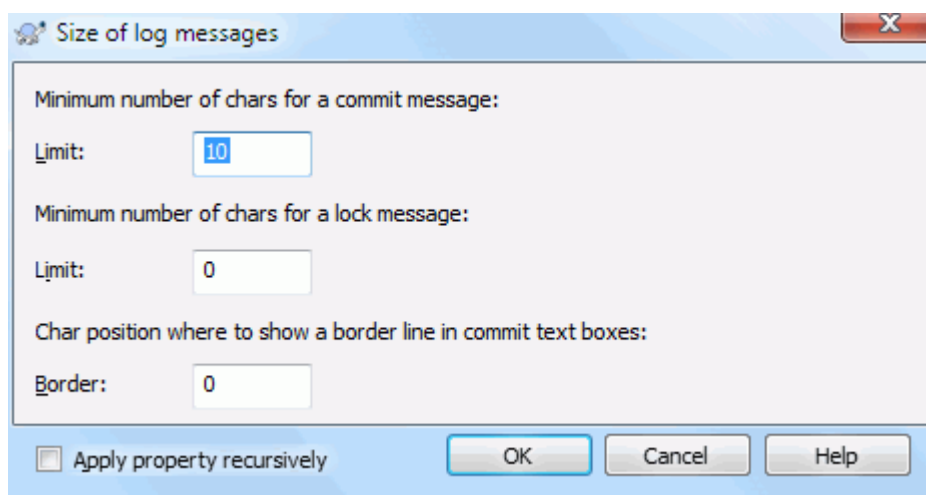 Size of log messages
Minimum number of chars for a commit message:
Limit: 10
Minimum number of chars for a lock message:
Limit: 0
Char position where to show a border line in commit text boxes:
Border: 0
Apply property recursively OK Cancel Help